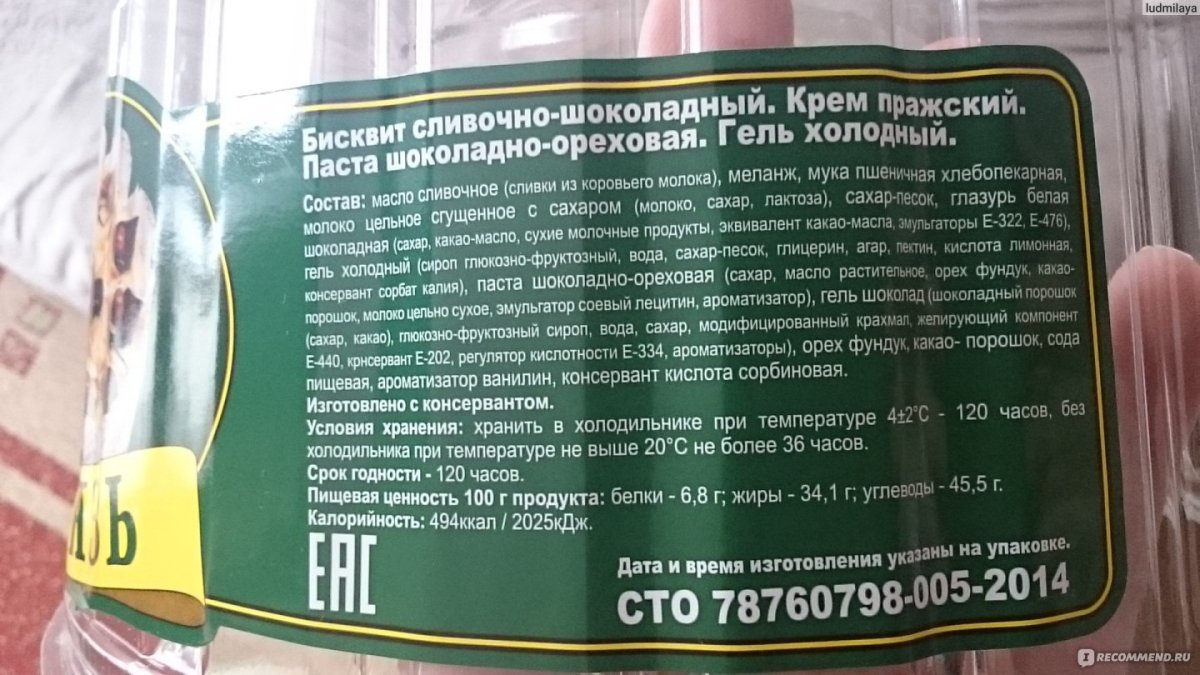 ludmilaya
Бисквит сливочно-шоколадный. Крем пражский.
Паста шоколадно-ореховая. Гель холодный.
Состав: масло сливочное (сливки из коровьего молока), меланж, мука пшеничная хлебопекарная,
молоко цельное сгущенное с сахаром (молоко, сахар, лактоза), сахар-песок, глазурь белая
шоколадная (сахар, какао-масло, сухие молочные продукты, эквивалент какао-масла, эмульгаторы Е-322, Е-476),
гель холодный (сироп глюкозно-фруктозный, вода, сахар-песок, глицерин, агар, пектин, кислота лимонная,
консервант сорбат калия), паста шоколадно-ореховая (сахар, масло растительное, орех фундук, какао-
порошок, молоко цельно сухое, эмульгатор соевый лецитин, ароматизатор), гель шоколад (шоколадный порошок
(сахар, какао), глюкозно-фруктозный сироп, вода, сахар, модифицированный крахмал, желирующий компонент
Е-440, крнсервант Е-202, регулятор кислотности Е-334, ароматизаторы), орех фундук, какао- порошок, сода
пищевая, ароматизатор ванилин, консервант кислота сорбиновая.
Изготовлено с консервантом.
Условия хранения: хранить в холодильнике при температуре 4±2°С - 120 часов, без
холодильника при температуре не выше 20°С не более 36 часов.
Срок годности - 120 часов.
Пищевая ценность 100 г продукта: белки - 6,8 г; жиры - 34,1 г; углеводы - 45,5 г.
Калорийность: 494ккал / 2025кДж.
ЕАС
Дата и время изготовления указаны на упаковке.
СТО 78760798-005-2014
IRECOMMEND.RU